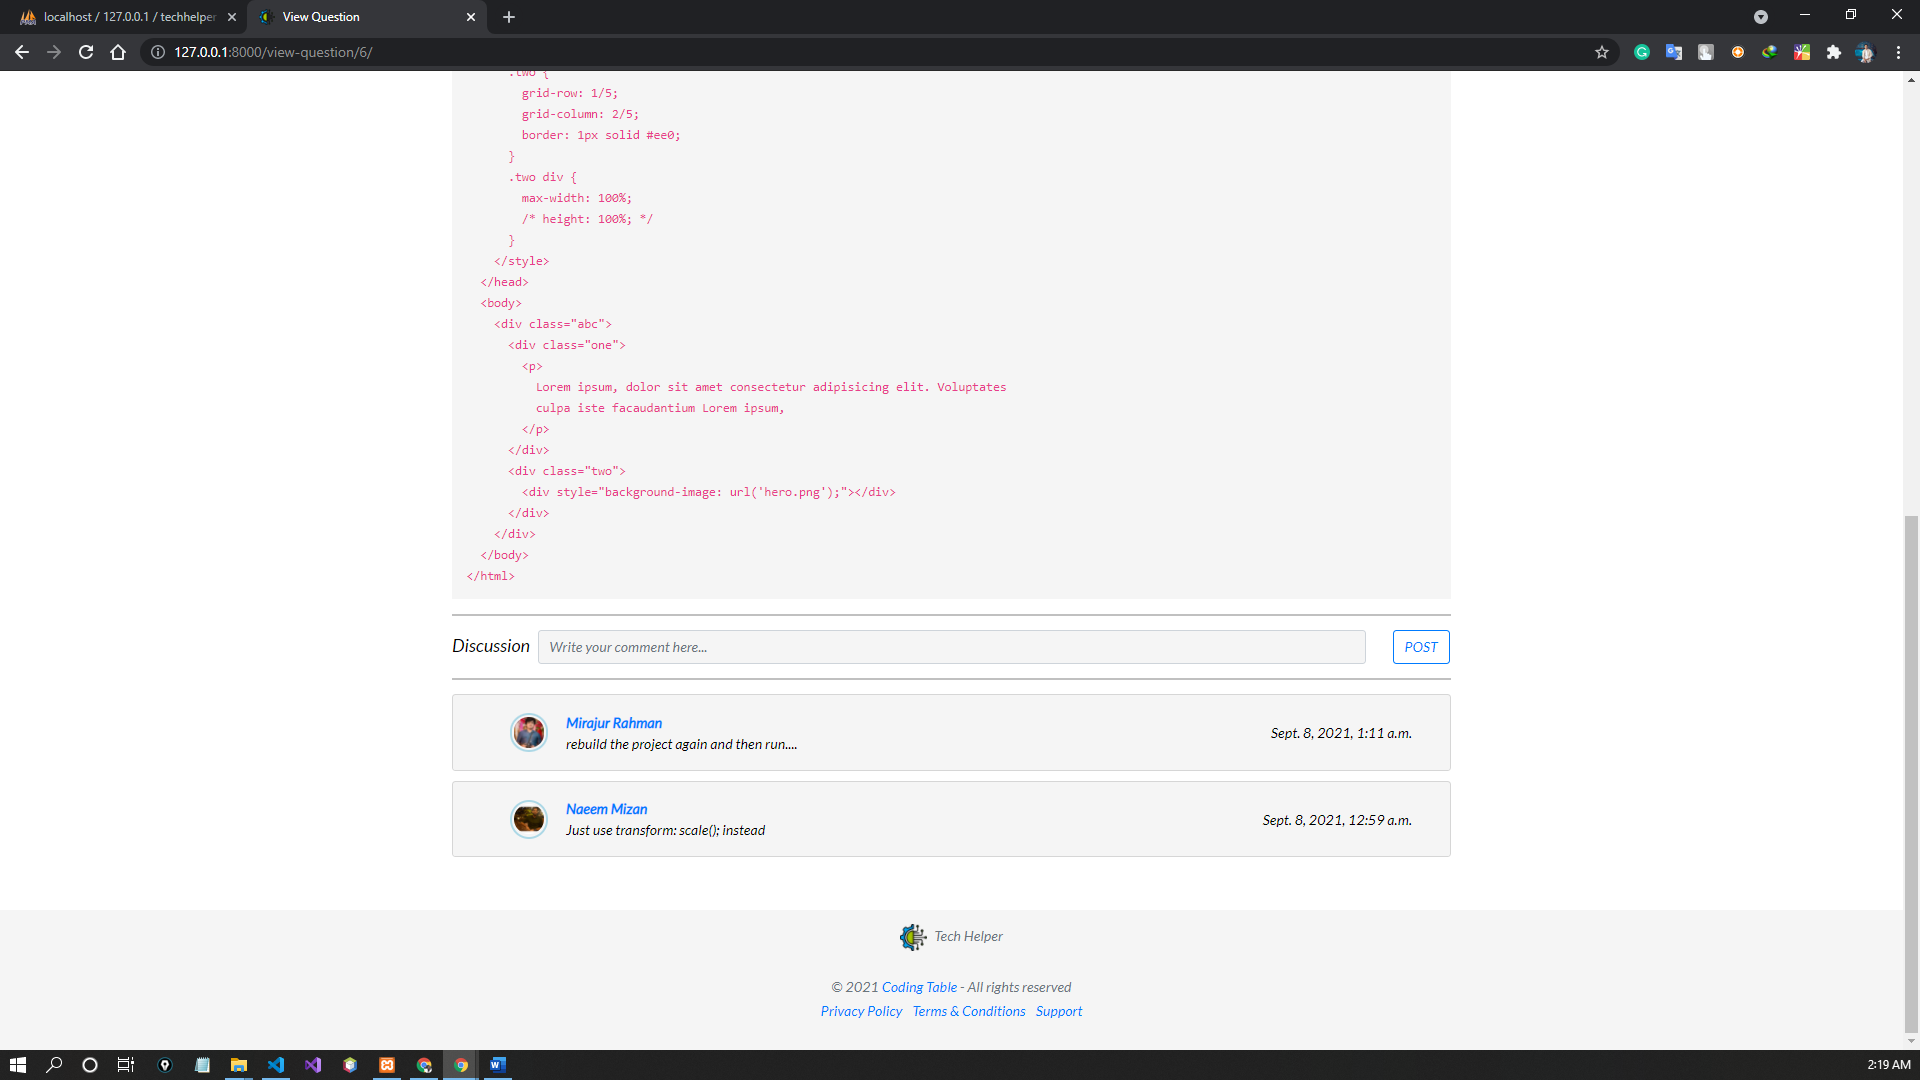 localhost / 127.0.0.1 / techhelper
View Question
127.0.0.1:8000/view-question/6/
.two {
grid-row: 1/5;
grid-column: 2/5;
border: 1px solid #ee0;
}
.two div {
max-width: 100%;
/* height: 100%; */
}
</style>
</head>
<body>
<div class="abc">
<div class="one">
<p>
Lorem ipsum, dolor sit amet consectetur adipisicing elit. Voluptates
culpa iste facaudantium Lorem ipsum,
</p>
</div>
<div class="two">
<div style="background-image: url('hero.png');"></div>
</div>
</div>
</body>
</html>
Discussion Write your comment here... POST
Mirajur Rahman
rebuild the project again and then run....
Sept. 8, 2021, 1:11 a.m.
Naeem Mizan
Just use transform: scale(); instead
Sept. 8, 2021, 12:59 a.m.
Tech Helper
© 2021 Coding Table - All rights reserved
Privacy Policy Terms & Conditions Support
2:19 AM